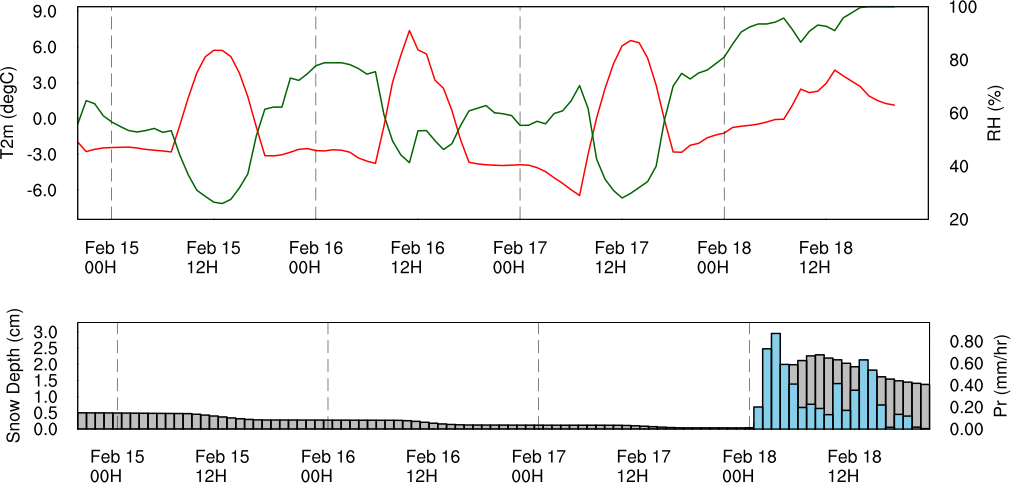 9.0
6.0
3.0
0.0
-3.0
-6.0
T2m (degC)
100
80
60
40
20
RH (%)
Feb 15 Feb 15 Feb 16 Feb 16 Feb 17 Feb 17 Feb 18 Feb 18
00H 12H 00H 12H 00H 12H 00H 12H
3.0
2.5
2.0
1.5
1.0
0.5
0.0
Snow Depth (cm)
0.80
0.60
0.40
0.20
0.00
Pr (mm/hr)
Feb 15 Feb 15 Feb 16 Feb 16 Feb 17 Feb 17 Feb 18 Feb 18
00H 12H 00H 12H 00H 12H 00H 12H